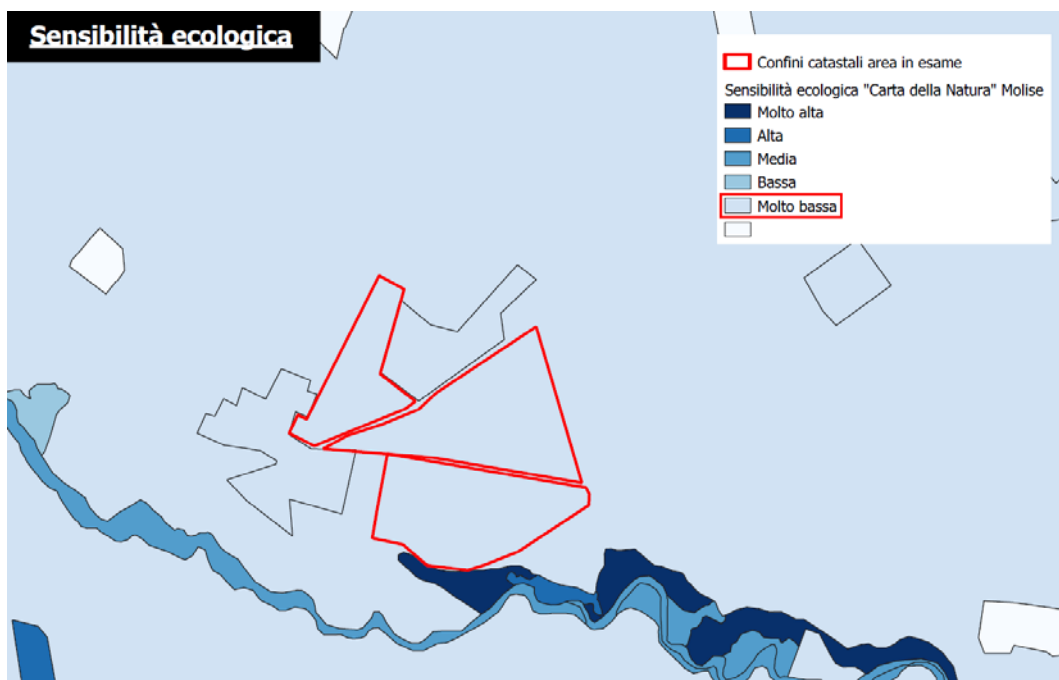 Sensibilità ecologica
Confini catastali area in esame
Sensibilità ecologica "Carta della Natura" Molise
Molto alta
Alta
Media
Bassa
Molto bassa